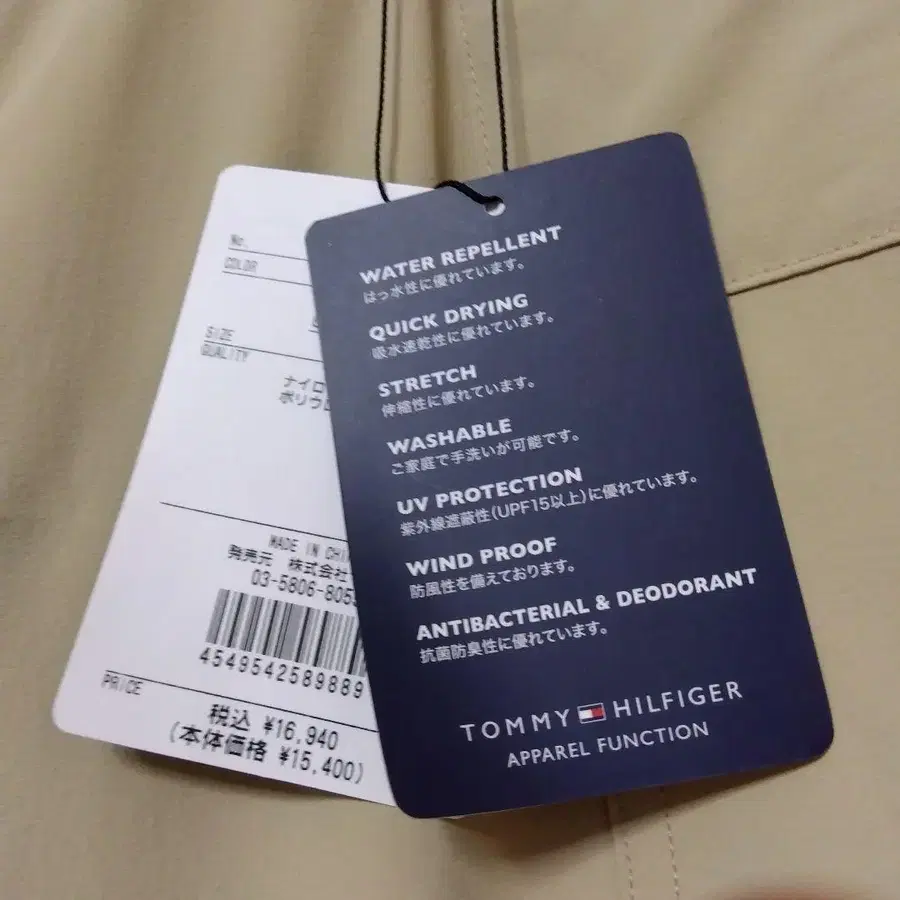 No.
COLOR
SIZE
QUALITY
ナイロ
ポリウ
MADE IN CHI
発売元 株式会社
03-5806-805
4549542589889
PRICE
税込 ¥16,940
(本体価格 ¥15,400)
WATER REPELLENT
はっ水性に優れています。
QUICK DRYING
吸水速乾性に優れています。
STRETCH
伸縮性に優れています。
WASHABLE
ご家庭で手洗いが可能です。
UV PROTECTION
紫外線遮蔽性(UPF15以上)に優れています。
WIND PROOF
防風性を備えております。
ANTIBACTERIAL & DEODORANT
抗菌防臭性に優れています。
TOMMY HILFIGER
APPAREL FUNCTION